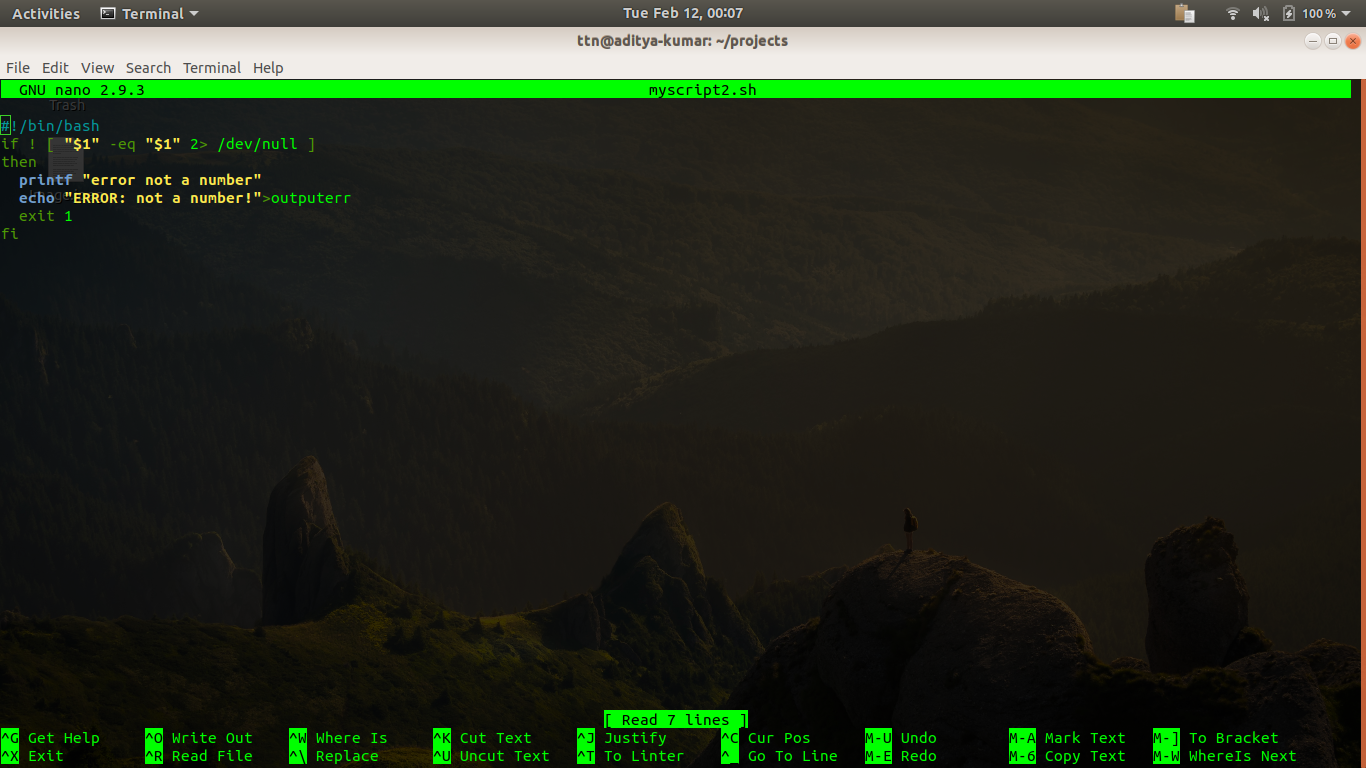 Activities Terminal Tue Feb 12, 00:07 100 %
ttn@aditya-kumar: ~/projects
File Edit View Search Terminal Help
GNU nano 2.9.3 myscript2.sh
Trash
#!/bin/bash
if ! [ "$1" -eq "$1" 2> /dev/null ]
then
  printf "error not a number"
  echo "ERROR: not a number!">outputerr
  exit 1
fi
[ Read 7 lines ]
^G Get Help ^O Write Out ^W Where Is ^K Cut Text ^J Justify ^C Cur Pos M-U Undo M-A Mark Text M-] To Bracket
^X Exit ^R Read File ^\ Replace ^U Uncut Text ^T To Linter ^_ Go To Line M-E Redo M-6 Copy Text M-W WhereIs Next